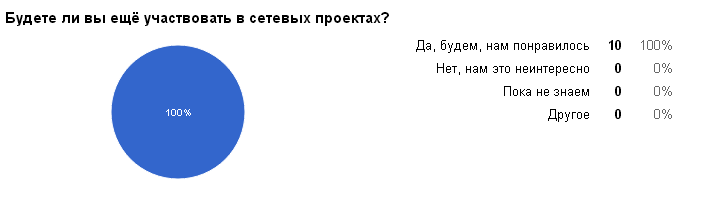 Будете ли вы ещё участвовать в сетевых проектах?
Да, будем, нам понравилось 10 100%
Нет, нам это неинтересно 0 0%
Пока не знаем 0 0%
Другое 0 0%
100%